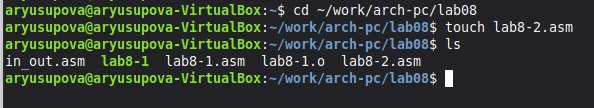 aryusupova@aryusupova-VirtualBox:~$ cd ~/work/arch-pc/lab08
aryusupova@aryusupova-VirtualBox:~/work/arch-pc/lab08$ touch lab8-2.asm
aryusupova@aryusupova-VirtualBox:~/work/arch-pc/lab08$ ls
in_out.asm  lab8-1  lab8-1.asm  lab8-1.o  lab8-2.asm
aryusupova@aryusupova-VirtualBox:~/work/arch-pc/lab08$